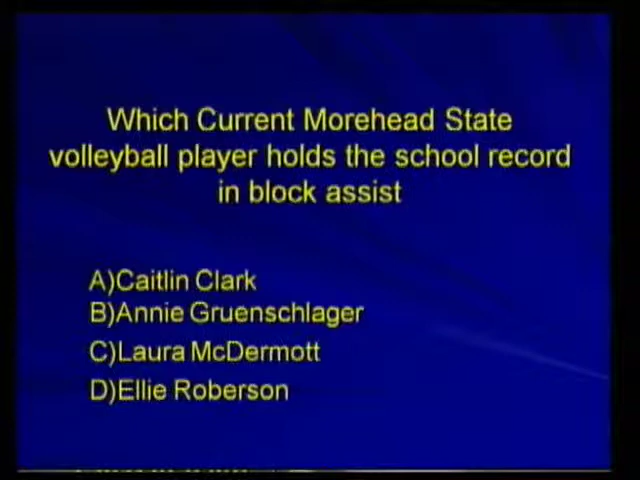 Which Current Morehead State
volleyball player holds the school record
in block assist
A)Caitlin Clark
B)Annie Gruenschlager
C)Laura McDermott
D)Ellie Roberson